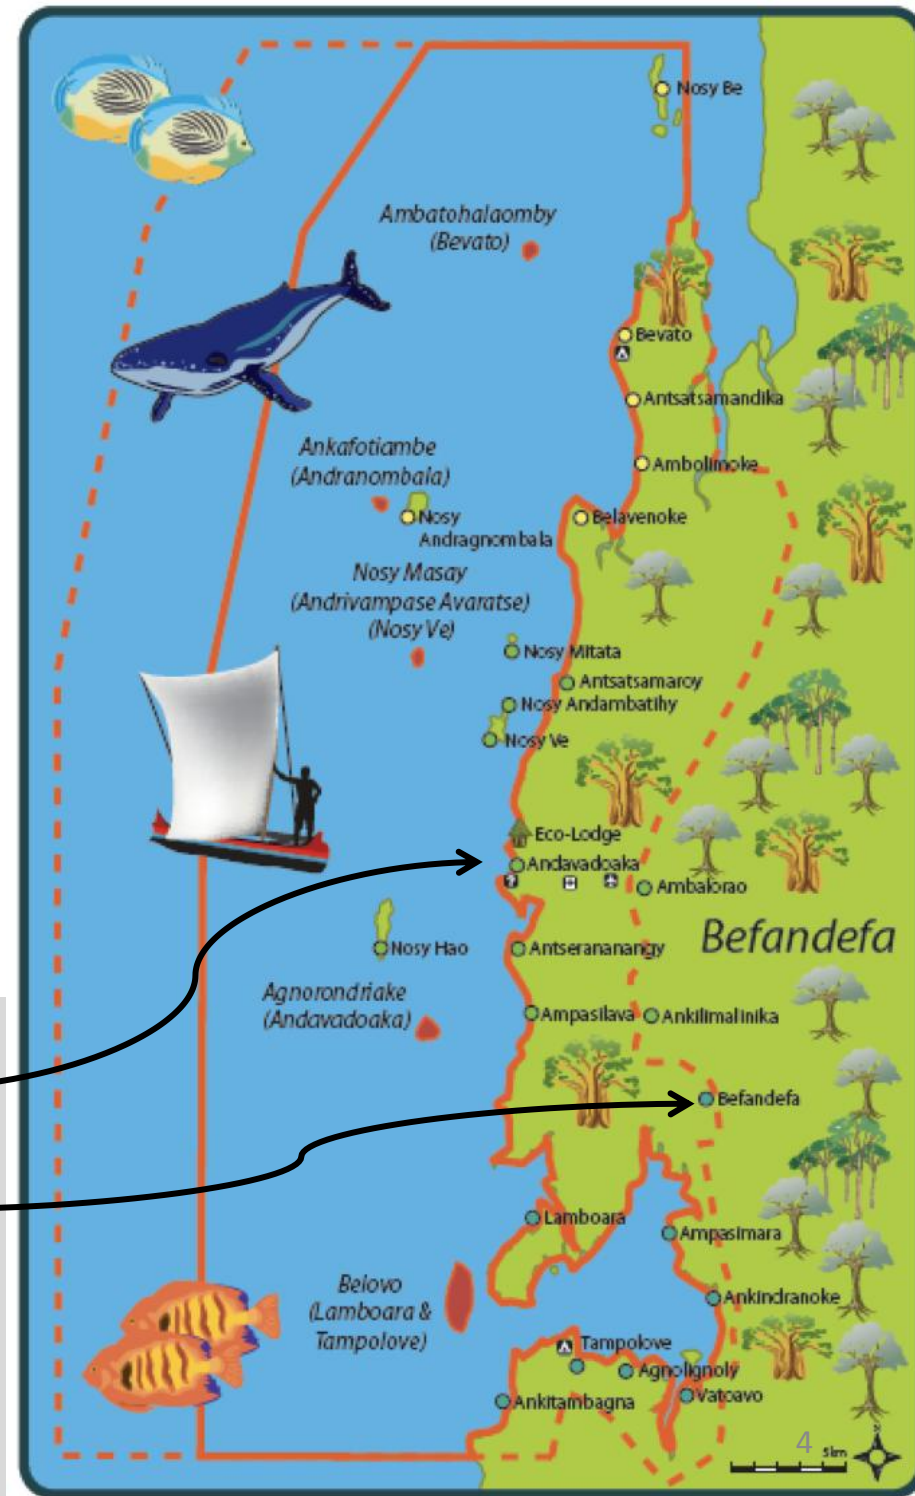 Nosy Be
Ambatohalaomby
(Bevato)
Bevato
Antsatsamandika
Ambolimoke
Ankafotiambe
(Andranombala)
Nosy
Andragnombala
Belavenoke
Nosy Masay
(Andrivampase Avaratse)
(Nosy Ve)
Nosy Mitata
Antsatsamaroy
Nosy Andambatihy
Nosy Ve
Eco-Lodge
Andavadoaka
Ambalorao
Befandefa
Nosy Hao
Antserananangy
Agnorondriake
(Andavadoaka)
Ampasilava
Ankilimalinika
Befandefa
Lamboara
Ampasimara
Belovo
(Lamboara &
Tampolove)
Ankindranoke
Tampolove
Agnolignoly
Ankitambagna
Vatoavo
4
5km
N